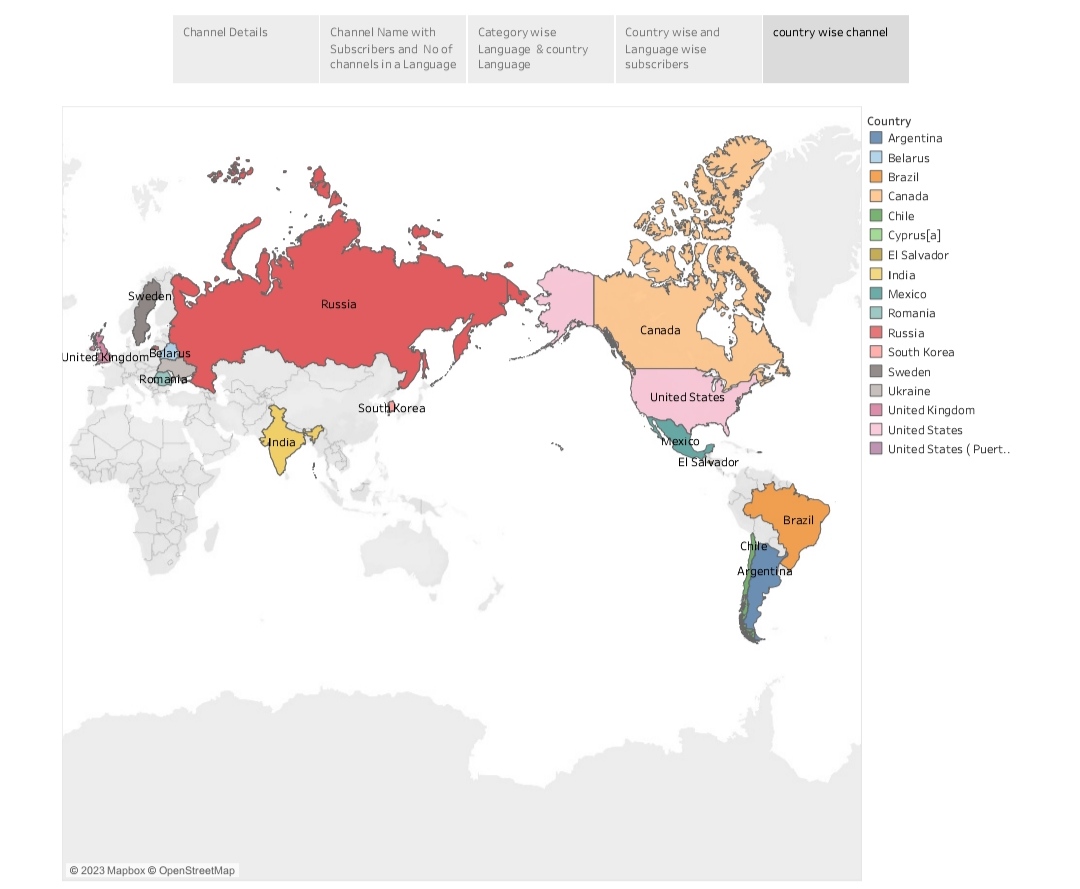 Channel Details
Channel Name with
Subscribers and No of
channels in a Language
Category wise
Language & country
Language
Country wise and
Language wise
subscribers
country wise channel
Country
Argentina
Belarus
Brazil
Canada
Chile
Cyprus[a]
El Salvador
India
Mexico
Romania
Russia
South Korea
Sweden
Ukraine
United Kingdom
United States
United States ( Puert..
Sweden
Russia
Canada
United Kingdom
Belarus
Romania
South Korea
United States
India
Mexico
El Salvador
Brazil
Chile
Argentina
© 2023 Mapbox © OpenStreetMap